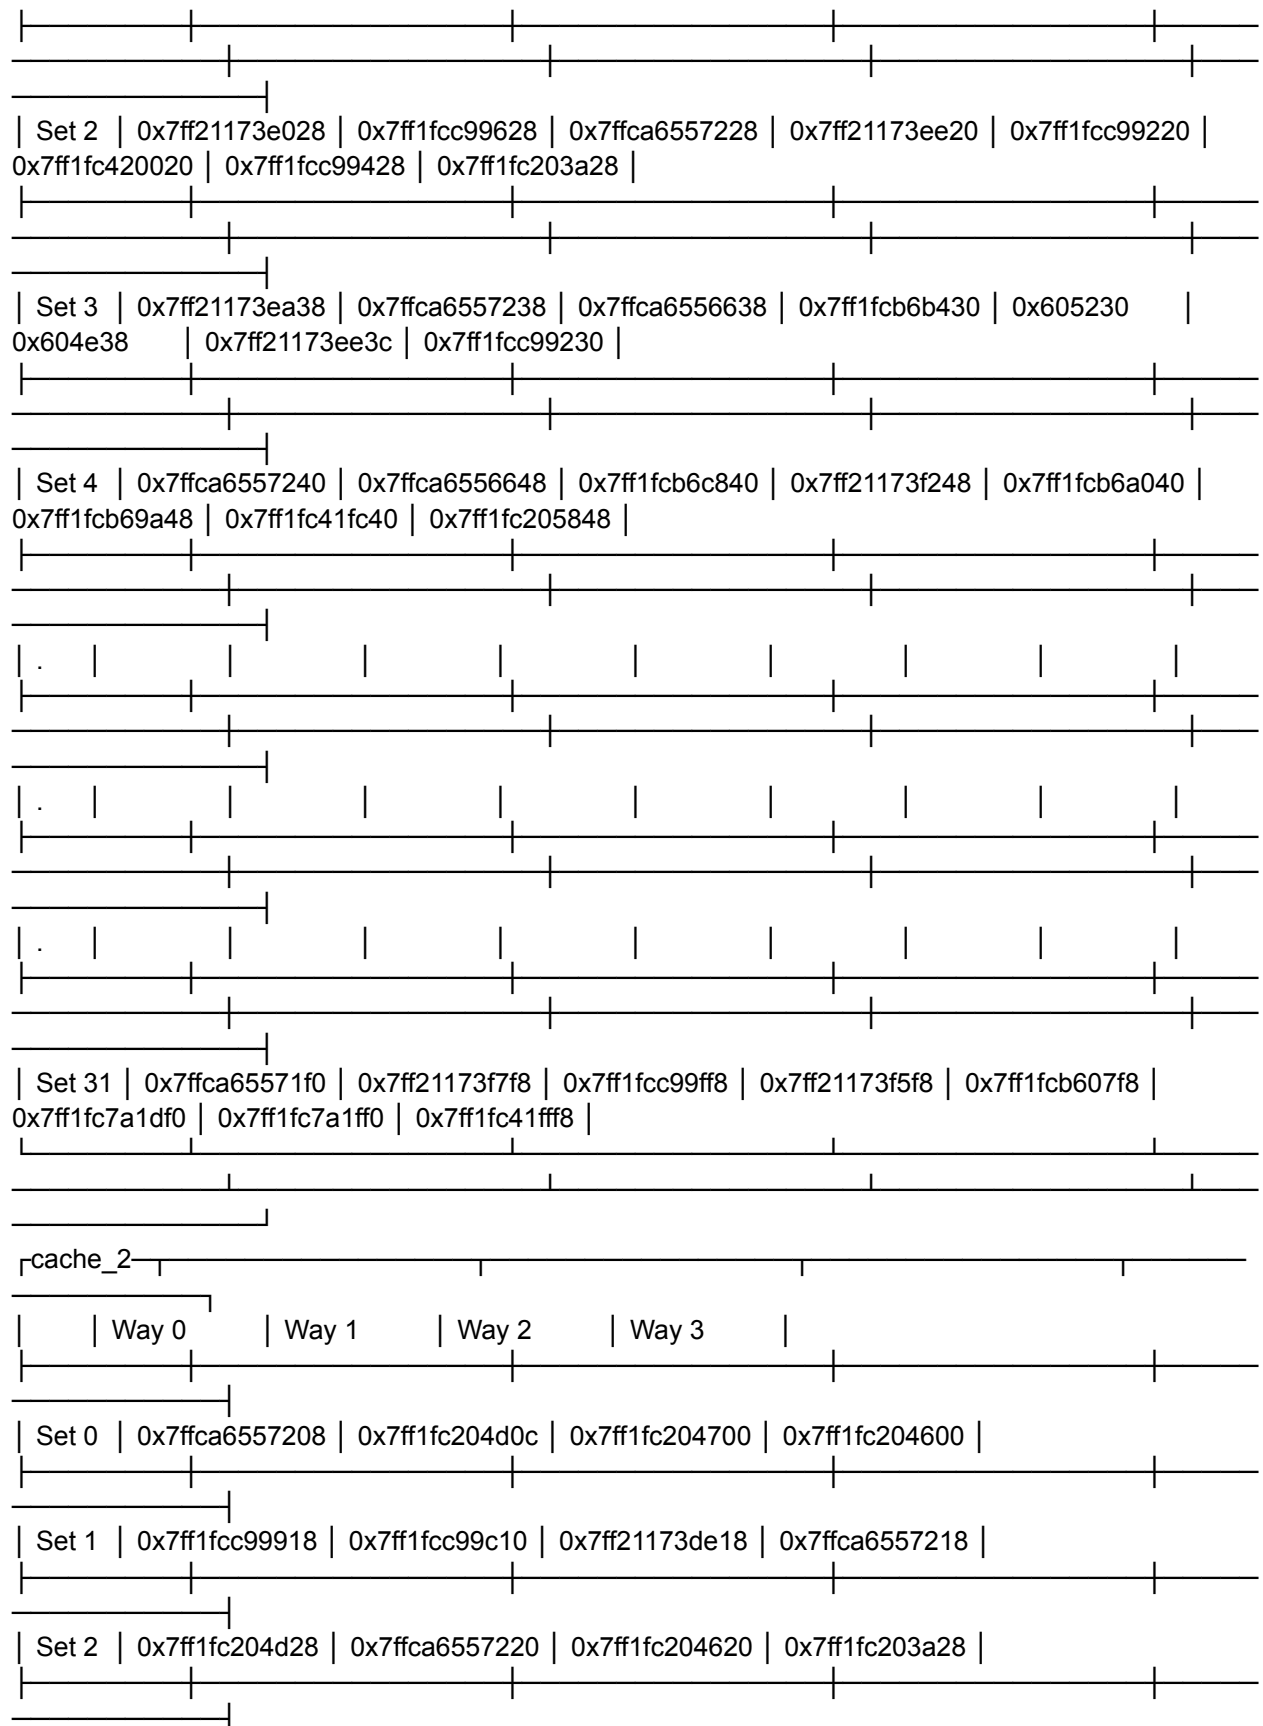 │ Set 2 │ 0x7ff21173e028 │ 0x7ff1fcc99628 │ 0x7ffca6557228 │ 0x7ff21173ee20 │ 0x7ff1fcc99220 │
0x7ff1fc420020 │ 0x7ff1fcc99428 │ 0x7ff1fc203a28 │
│ Set 3 │ 0x7ff21173ea38 │ 0x7ffca6557238 │ 0x7ffca6556638 │ 0x7ff1fcb6b430 │ 0x605230 │
0x604e38 │ 0x7ff21173ee3c │ 0x7ff1fcc99230 │
│ Set 4 │ 0x7ffca6557240 │ 0x7ffca6556648 │ 0x7ff1fcb6c840 │ 0x7ff21173f248 │ 0x7ff1fcb6a040 │
0x7ff1fcb69a48 │ 0x7ff1fc41fc40 │ 0x7ff1fc205848 │
│ . │ │ │ │ │ │ │ │ │
│ . │ │ │ │ │ │ │ │ │
│ . │ │ │ │ │ │ │ │ │
│ Set 31 │ 0x7ffca65571f0 │ 0x7ff21173f7f8 │ 0x7ff1fcc99ff8 │ 0x7ff21173f5f8 │ 0x7ff1fcb607f8 │
0x7ff1fc7a1df0 │ 0x7ff1fc7a1ff0 │ 0x7ff1fc41fff8 │
cache_2
│ │ Way 0 │ Way 1 │ Way 2 │ Way 3 │
│ Set 0 │ 0x7ffca6557208 │ 0x7ff1fc204d0c │ 0x7ff1fc204700 │ 0x7ff1fc204600 │
│ Set 1 │ 0x7ff1fcc99918 │ 0x7ff1fcc99c10 │ 0x7ff21173de18 │ 0x7ffca6557218 │
│ Set 2 │ 0x7ff1fc204d28 │ 0x7ffca6557220 │ 0x7ff1fc204620 │ 0x7ff1fc203a28 │